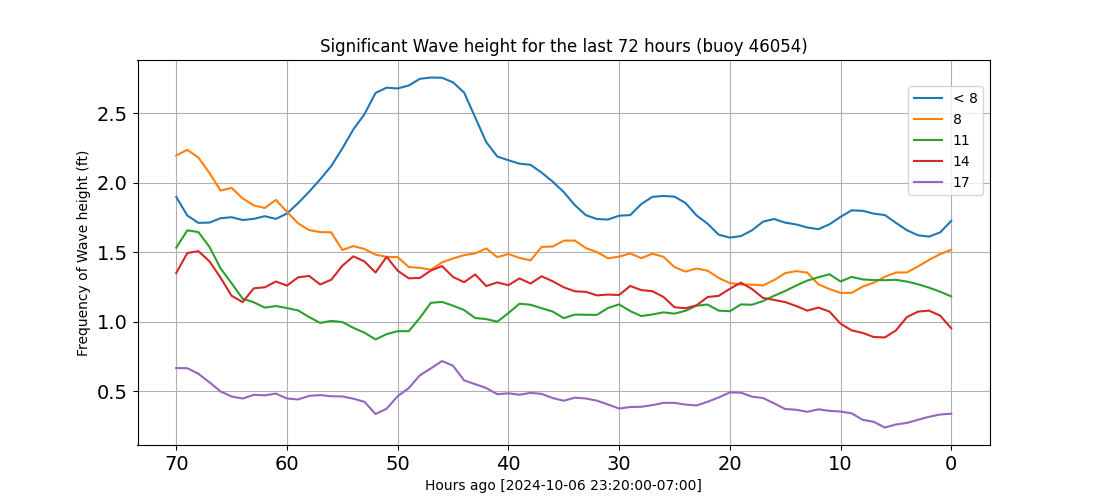 Significant Wave height for the last 72 hours (buoy 46054)
Frequency of Wave height (ft)
2.5
2.0
1.5
1.0
0.5
< 8
8
11
14
17
70 60 50 40 30 20 10 0
Hours ago [2024-10-06 23:20:00-07:00]